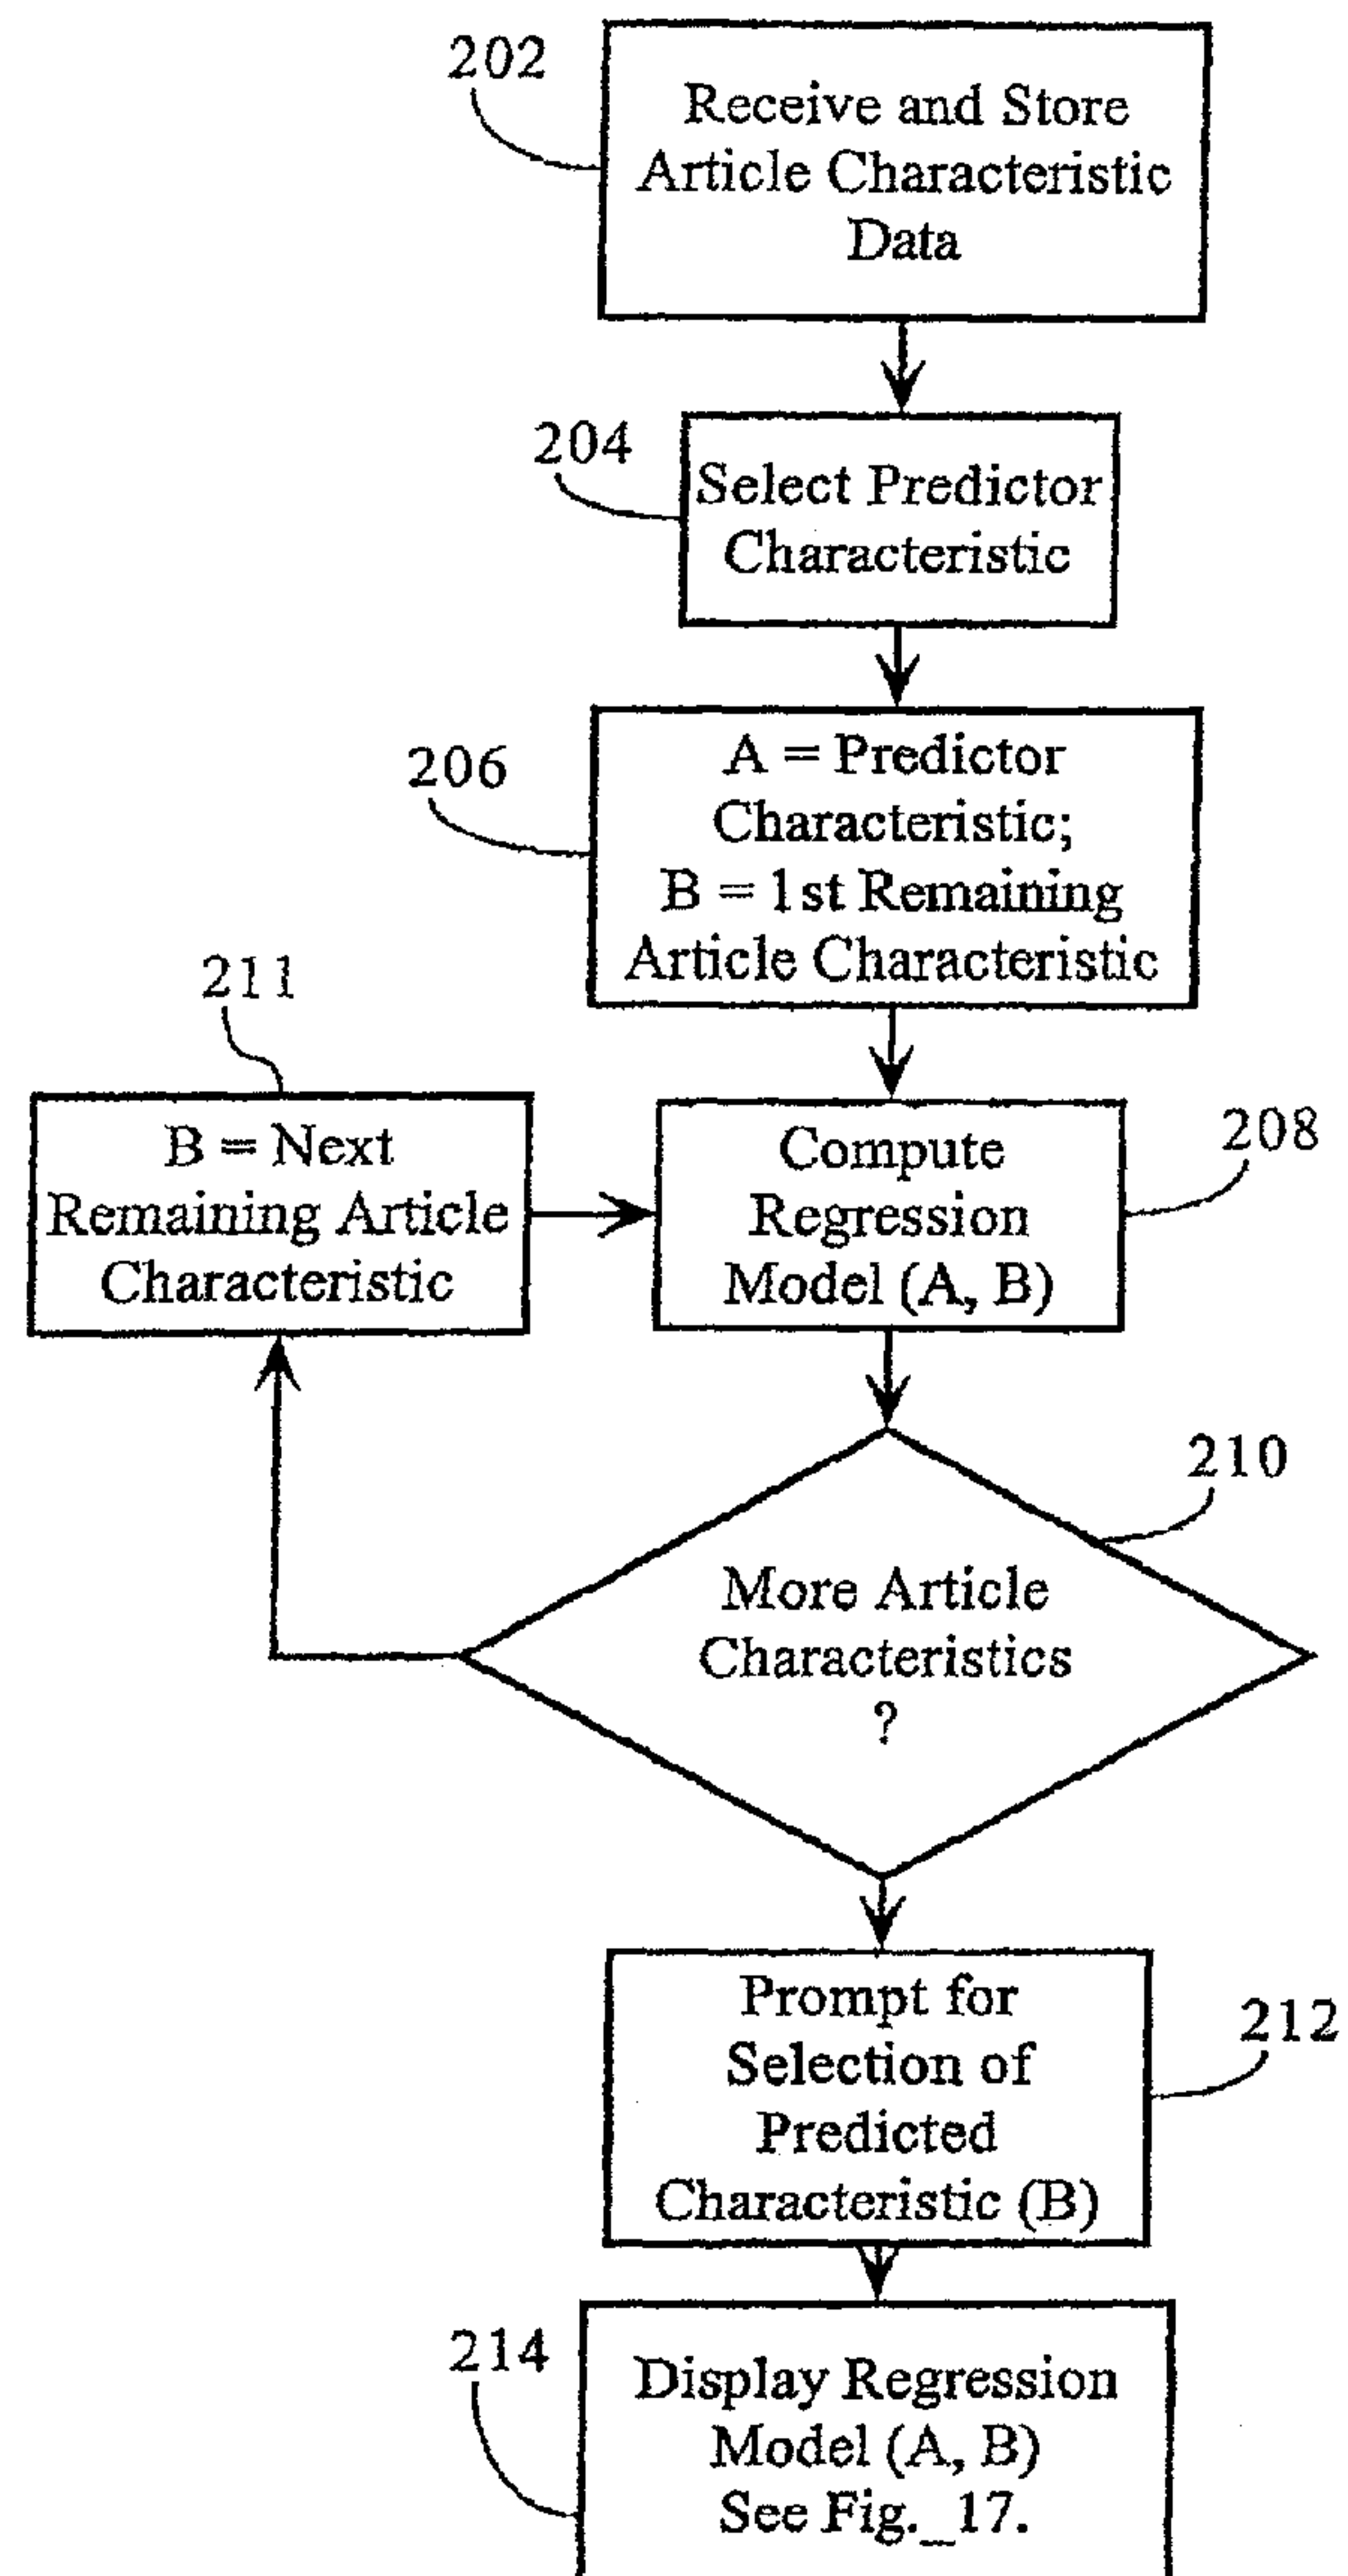 202
Receive and Store
Article Characteristic
Data
204
Select Predictor
Characteristic
206
A = Predictor
Characteristic;
B = 1st Remaining
Article Characteristic
211
B = Next
Remaining Article
Characteristic
Compute
Regression
Model (A, B)
208
210
More Article
Characteristics
?
Prompt for
Selection of
Predicted
Characteristic (B)
212
214
Display Regression
Model (A, B)
See Fig._17.